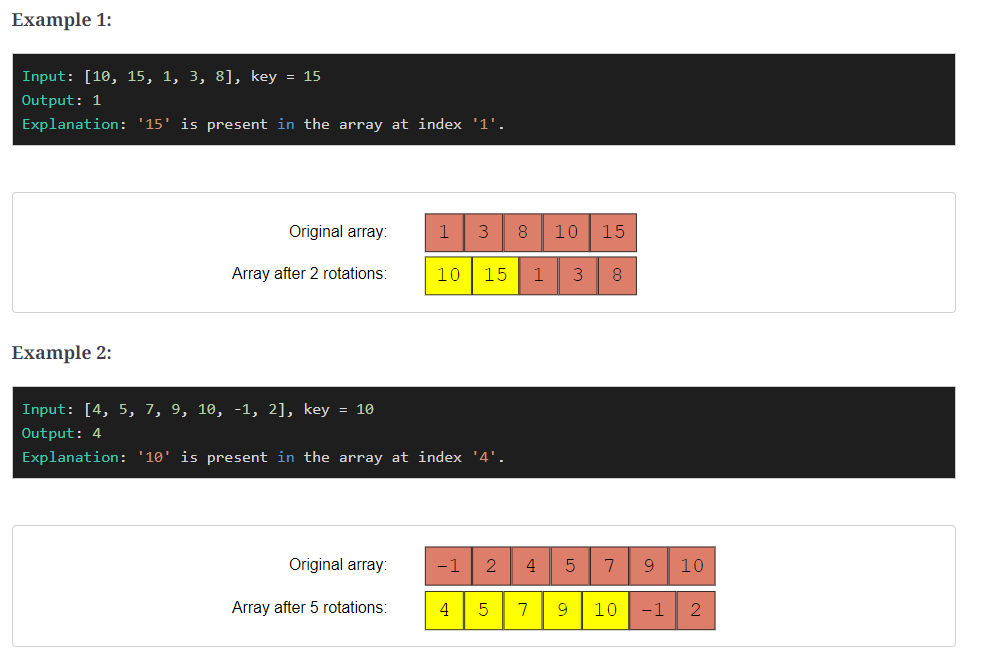 Example 1:
Input: [10, 15, 1, 3, 8], key = 15
Output: 1
Explanation: '15' is present in the array at index '1'.
Original array: 1 3 8 10 15
Array after 2 rotations: 10 15 1 3 8
Example 2:
Input: [4, 5, 7, 9, 10, -1, 2], key = 10
Output: 4
Explanation: '10' is present in the array at index '4'.
Original array: -1 2 4 5 7 9 10
Array after 5 rotations: 4 5 7 9 10 -1 2